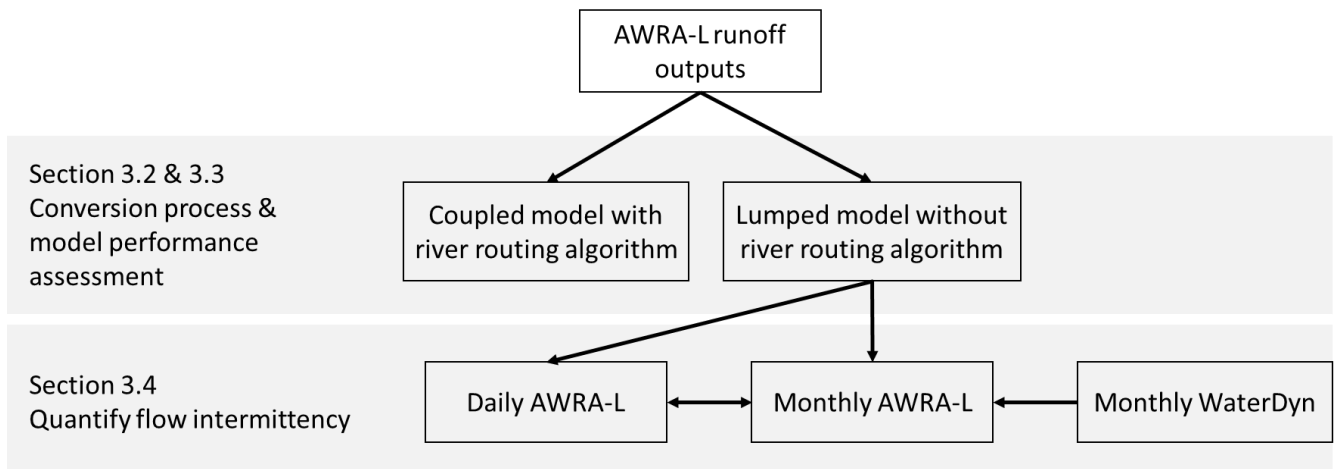 AWRA-L runoff
outputs
Section 3.2 & 3.3
Conversion process &
model performance
assessment
Coupled model with
river routing algorithm
Lumped model without
river routing algorithm
Section 3.4
Quantify flow intermittency
Daily AWRA-L
Monthly AWRA-L
Monthly WaterDyn